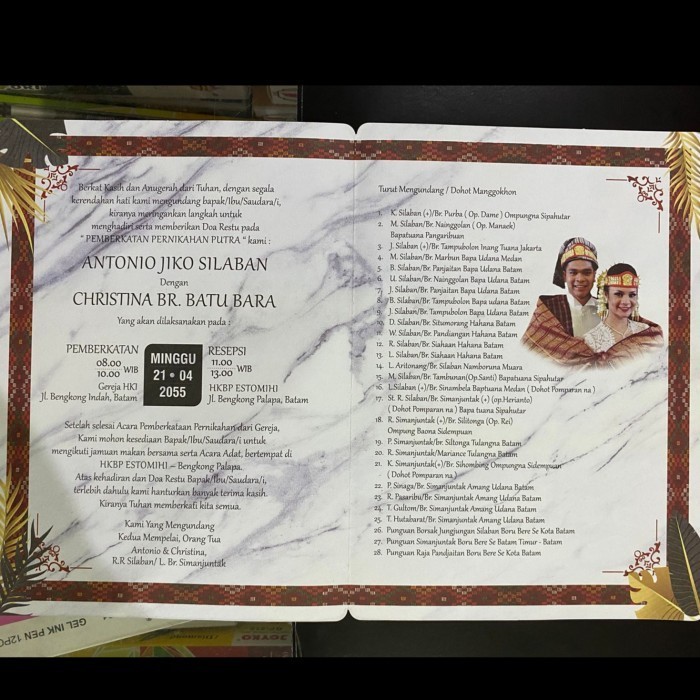 Berkat Kasih dan Anugerah dari Tuhan, dengan segala
kerendahan hati kami mengundang bapak/Ibu/Saudara/i,
kiranya meringankan langkah untuk
menghadiri serta memberikan Doa Restu pada
" PEMBERKATAN PERNIKAHAN PUTRA " kami :
ANTONIO JIKO SILABAN
Dengan
CHRISTINA BR. BATU BARA
Yang akan dilaksanakan pada :
PEMBERKATAN
08.00
10.00 WIB
Gereja HKI
Jl. Bengkong Indah, Batam
MINGGU
21 • 04
2055
RESEPSI
11.00
13.00 WIB
HKBP ESTOMIHI
Jl. Bengkong Palapa, Batam
Setelah selesai Acara Pemberkataan Pernikahan dari Gereja,
Kami mohon kesediaan Bapak/Ibu/Saudara/i untuk
mengikuti jamuan makan bersama serta Acara Adat, bertempat di
HKBP ESTOMIHI – Bengkong Palapa.
Atas kehadiran dan Doa Restu Bapak/Ibu/Saudara/i,
terlebih dahulu kami hanturkan banyak terima kasih.
Kiranya Tuhan memberkati kita semua.
Kami Yang Mengundang
Kedua Mempelai, Orang Tua
Antonio & Christina,
R.R Silaban/ L. Br. Simanjuntak
Turut Mengundang / Dohot Manggokhon
1. K. Silaban (+)/Br. Purba ( Op. Dame ) Ompungna Sipahutar
2. M. Silaban/Br. Nainggolan ( Op. Manaek)
Bapatuana Pangaribuan
3. J. Silaban (+)/Br. Tampubolon Inang Tuana Jakarta
4. M. Silaban/Br. Marbun Bapa Udana Medan
5. B. Silaban/Br. Panjaitan Bapa Udana Batam
6. U. Silaban/Br. Nainggolan Bapa Udana Batam
7. J. Silaban/Br. Panjaitan Bapa Udana Batam
8. B. Silaban/Br. Tampubolon Bapa udana Batam
9. J. Silaban/Br. Tampubolon Bapa Udana Batam
10. D. Silaban/Br. Situmorang Hahana Batam
11. W. Silaban/Br. Pandiangan Hahana Batam
12. R. Silaban/Br. Siahaan Hahana Batam
13. L. Silaban/Br. Siahaan Hahana Batam
14. L. Aritonang/Br. Silaban Namboruna Muara
15. M. Silaban/Br. Tambunan(Op.Santi) Bapatuana Sipahutar
16. L.Silaban (+)/Br. Sinambela Baptuana Medan ( Dohot Pomparan na )
17. St. R. Silaban/Br. Simanjuntak (+) (op.Herianto)
( Dohot Pomparan na ) Bapa tuana Sipahutar
18. R. Simanjuntak (+)/Br. Silitonga (Op. Rei)
Ompung Baona Sidempuan
19. P. Simanjuntak/br. Siltonga Tulangna Batam
20. R. Simanjuntak/Mariance Tulangna Batam
21. K. Simanjuntak(+)/Br. Sihombing Ompungna Sidempuan
( Dohot Pomparan na )
22. P. Sinaga/Br. Simanjuntak Amang Udana Batam
23. R. Pasaribu/Br. Simanjuntak Amang Udana Batam
24. T. Gultom/Br. Simanjuntak Amang Udana Batam
25. T. Hutabarat/Br. Simanjuntak Amang Udana Batam
26. Punguan Borsak Jungjungan Silaban Boru Bere Se Kota Batam
27. Punguan Simanjuntak Boru Bere Se Batam Timur - Batam
28. Punguan Raja Pandjaitan Boru Bere Se Kota Batam
GEL INK PEN 12PC
JOYKO